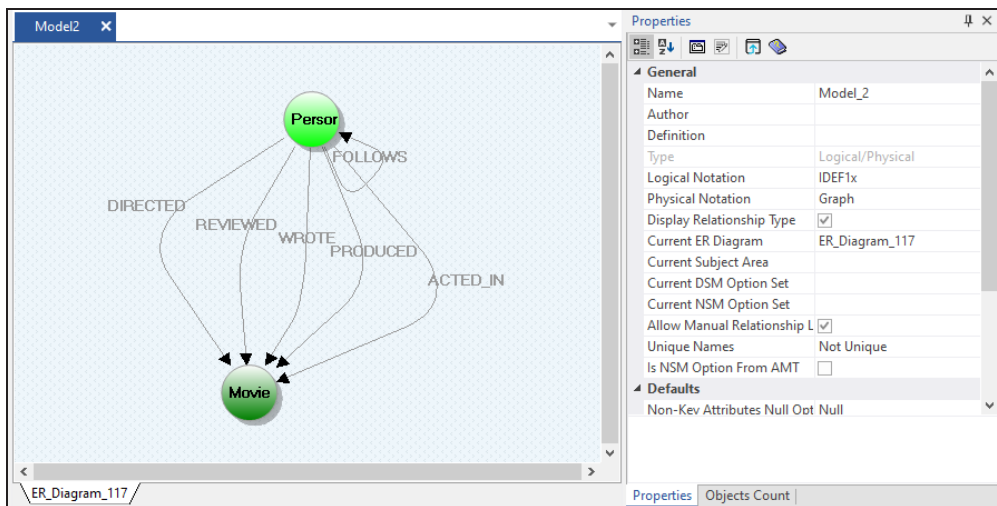 Model2
Persor
FOLLOWS
DIRECTED
REVIEWED
WROTE
PRODUCED
ACTED_IN
Movie
ER_Diagram_117
Properties
General
Name Model_2
Author
Definition
Type Logical/Physical
Logical Notation IDEF1x
Physical Notation Graph
Display Relationship Type
Current ER Diagram ER_Diagram_117
Current Subject Area
Current DSM Option Set
Current NSM Option Set
Allow Manual Relationship L
Unique Names Not Unique
Is NSM Option From AMT
Defaults
Non-Key Attributes Null Opt Null
Properties Objects Count